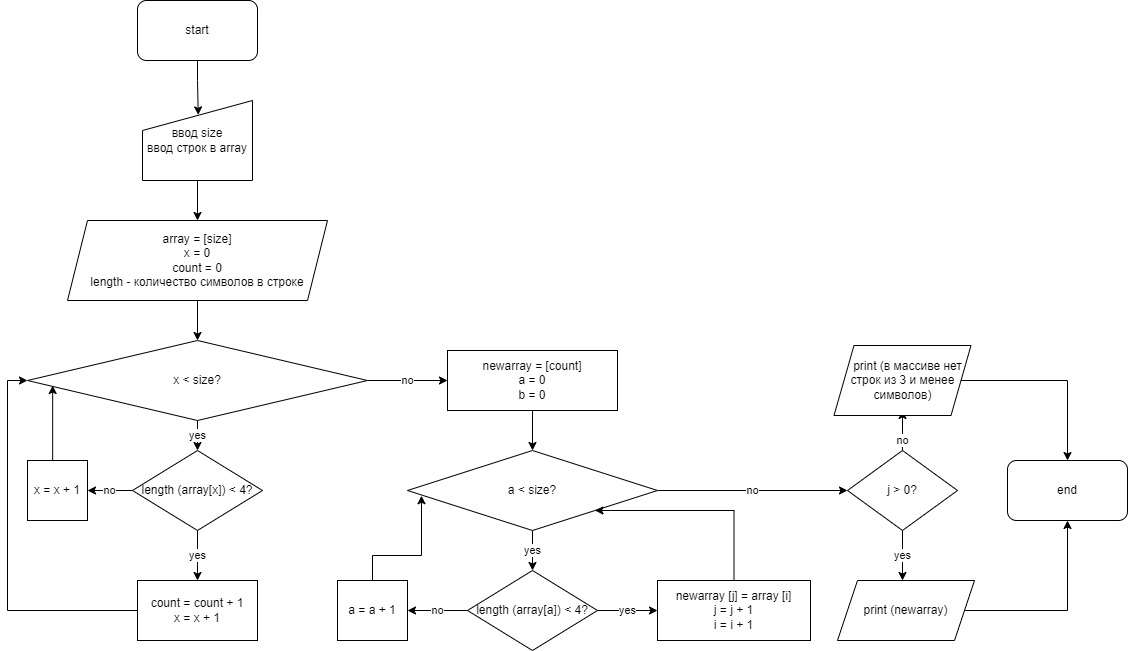 start
ввод size
ввод строк в array
array = [size]
x = 0
count = 0
length - количество символов в строке
x < size?
no
yes
length (array[x]) < 4?
no
x = x + 1
yes
count = count + 1
x = x + 1
newarray = [count]
a = 0
b = 0
a < size?
no
yes
length (array[a]) < 4?
no
a = a + 1
yes
newarray [j] = array [i]
j = j + 1
i = i + 1
j > 0?
no
print (в массиве нет
строк из 3 и менее
символов)
yes
print (newarray)
end